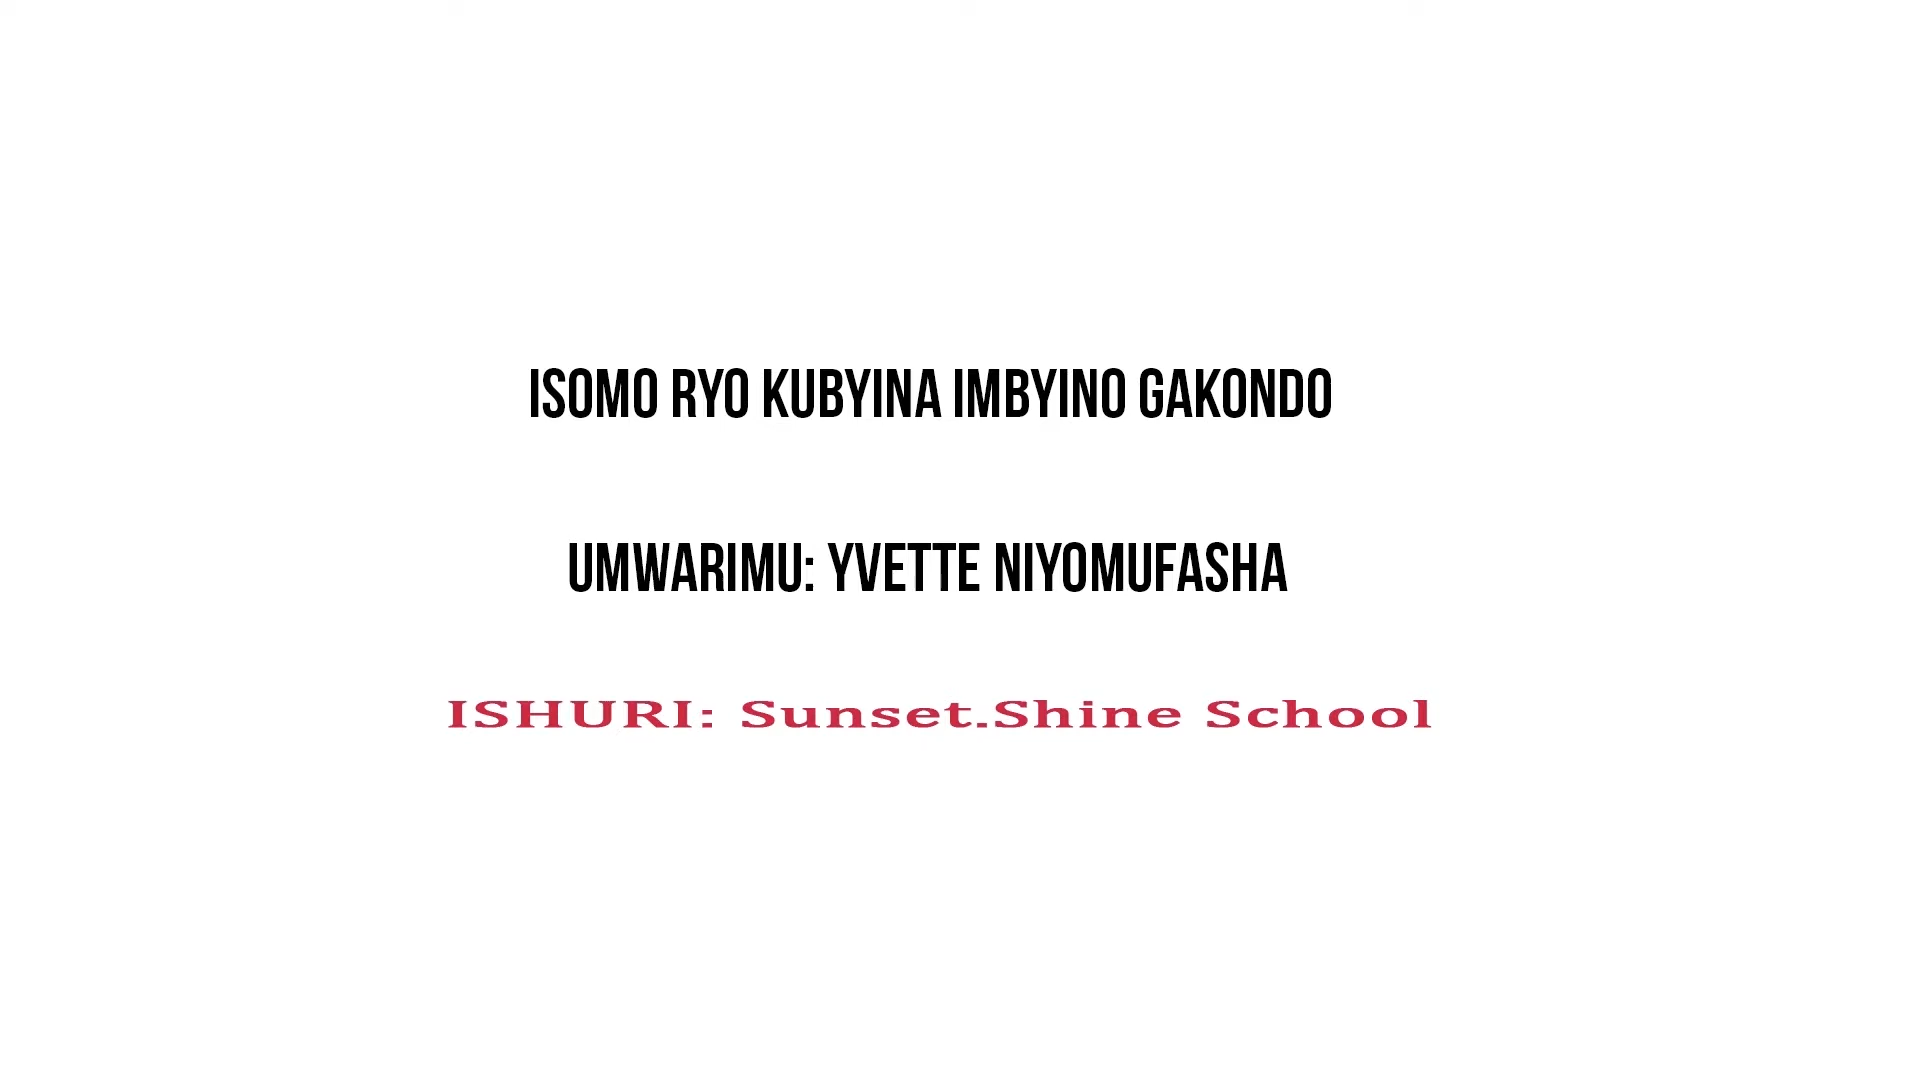 ISOMO RYO KUBYINA IMBYINO GAKONDO
UMWARIMU: YVETTE NIYOMUFASHA
ISHURI: Sunset.Shine School